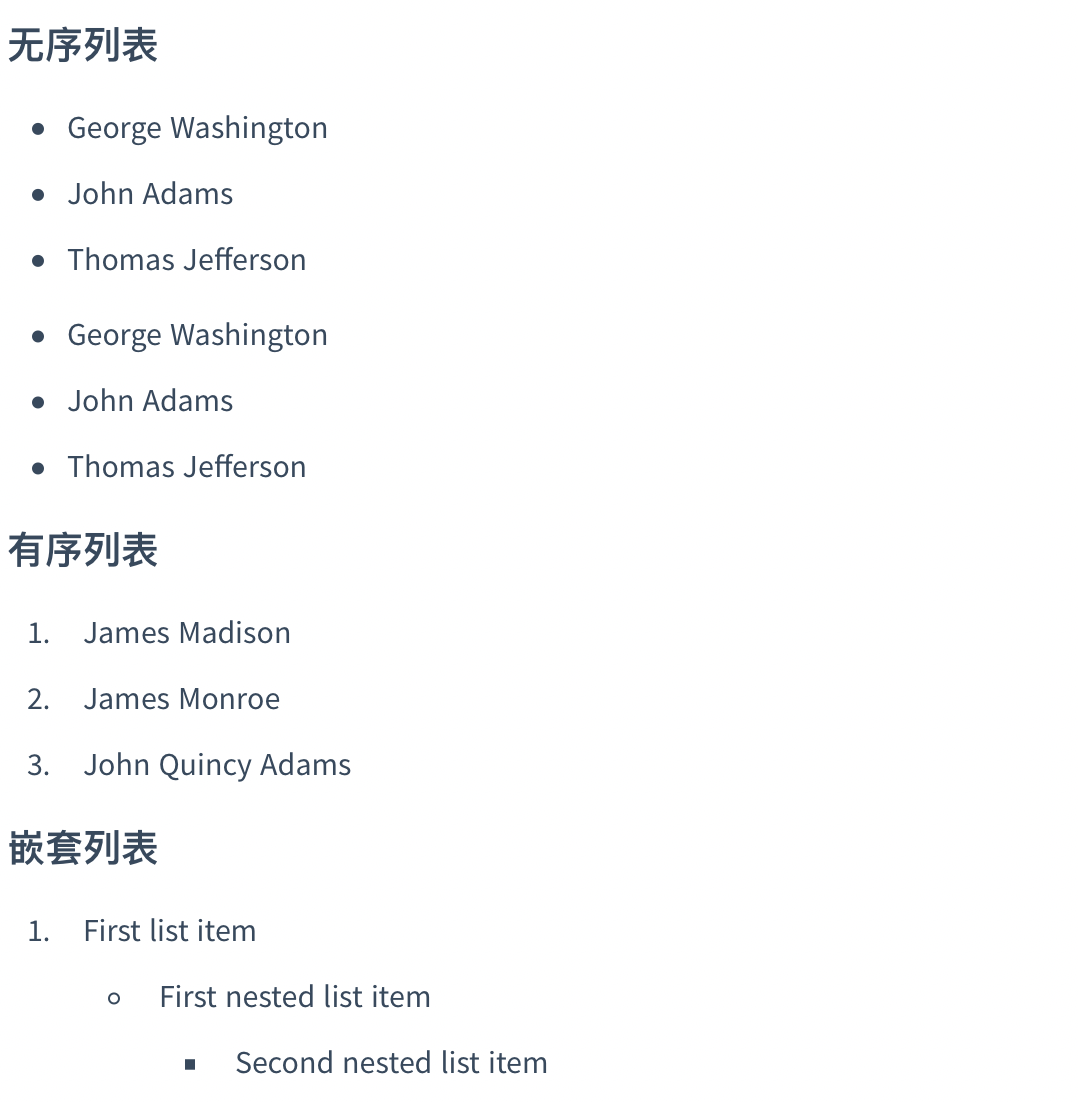 无序列表
• George Washington
• John Adams
• Thomas Jefferson
• George Washington
• John Adams
• Thomas Jefferson
有序列表
1. James Madison
2. James Monroe
3. John Quincy Adams
嵌套列表
1. First list item
◦ First nested list item
▪ Second nested list item